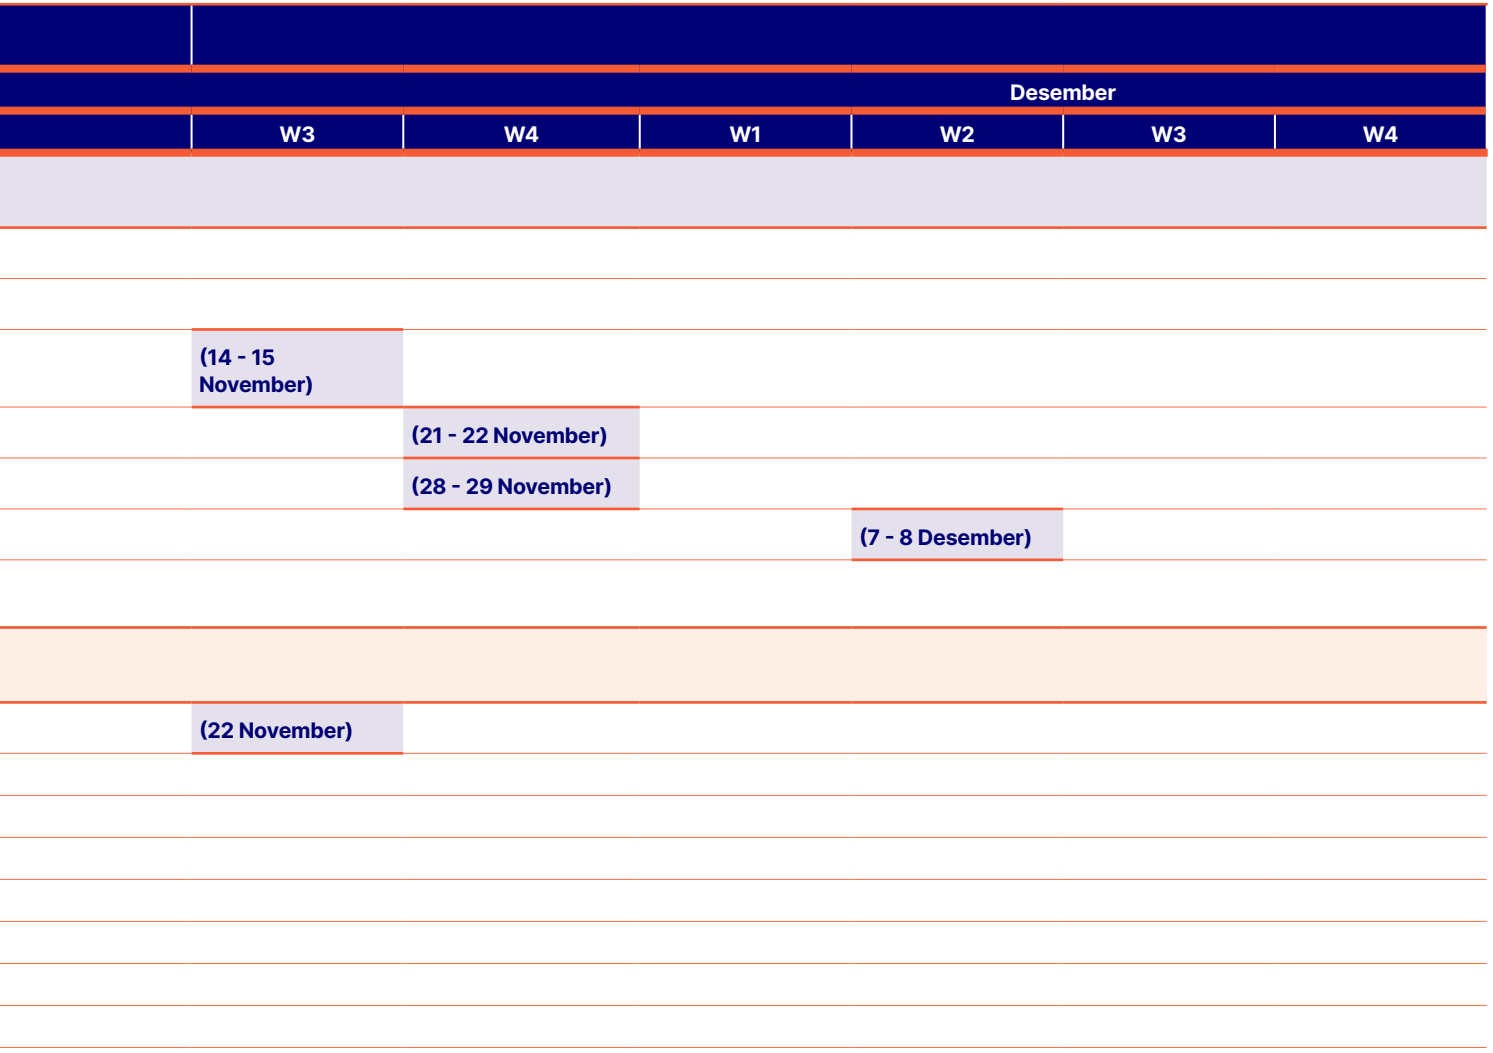 Desember
W3 W4 W1 W2 W3 W4
(14 - 15
November)
(21 - 22 November)
(28 - 29 November)
(7 - 8 Desember)
(22 November)